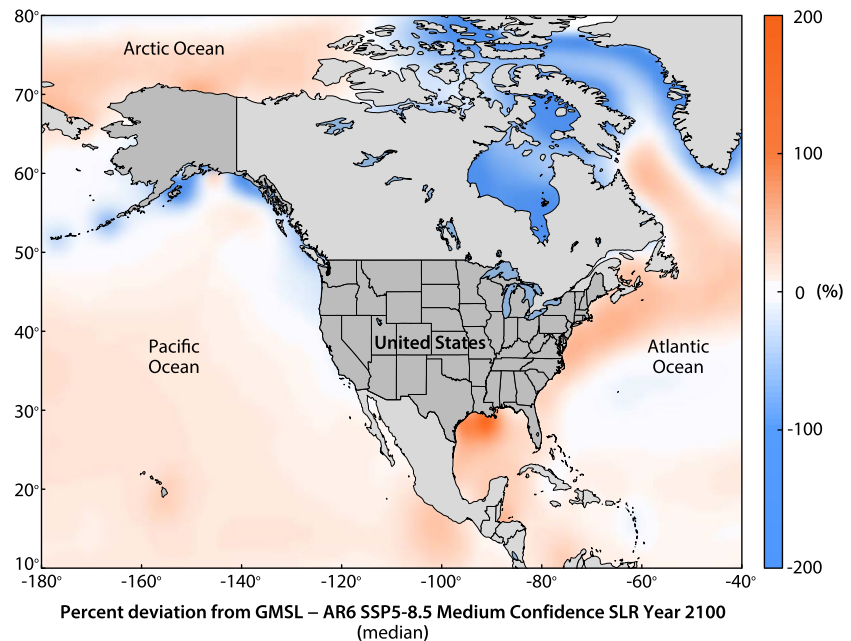 80°
70°
60°
50°
40°
30°
20°
10°
-180°
-160°
-140°
-120°
-100°
-80°
-60°
-40°
Arctic Ocean
Pacific
Ocean
United States
Atlantic
Ocean
200
100
0 (%)
-100
-200
Percent deviation from GMSL – AR6 SSP5-8.5 Medium Confidence SLR Year 2100
(median)